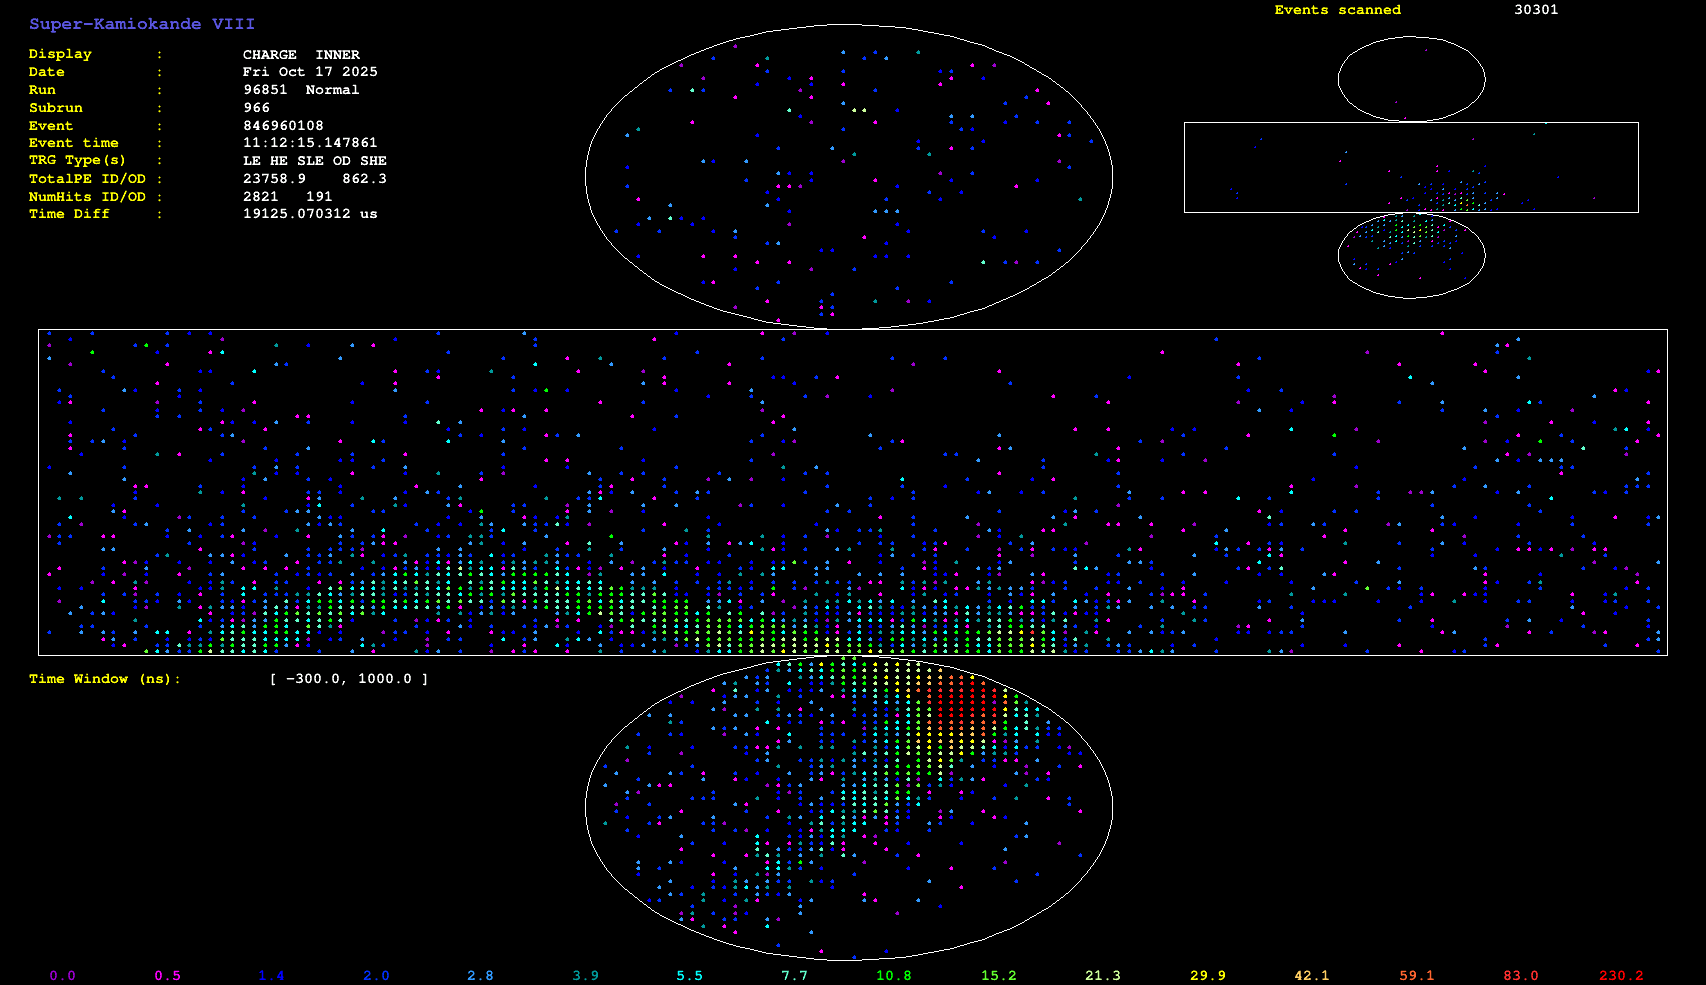 Super-Kamiokande VIII
Events scanned 30301
Display : CHARGE INNER
Date : Fri Oct 17 2025
Run : 96851 Normal
Subrun : 966
Event : 846960108
Event time : 11:12:15.147861
TRG Type(s) : LE HE SLE OD SHE
TotalPE ID/OD : 23758.9 862.3
NumHits ID/OD : 2821 191
Time Diff : 19125.070312 us
Time Window (ns): [ -300.0, 1000.0 ]
0.0 0.5 1.4 2.0 2.8 3.9 5.5 7.7 10.8 15.2 21.3 29.9 42.1 59.1 83.0 230.2